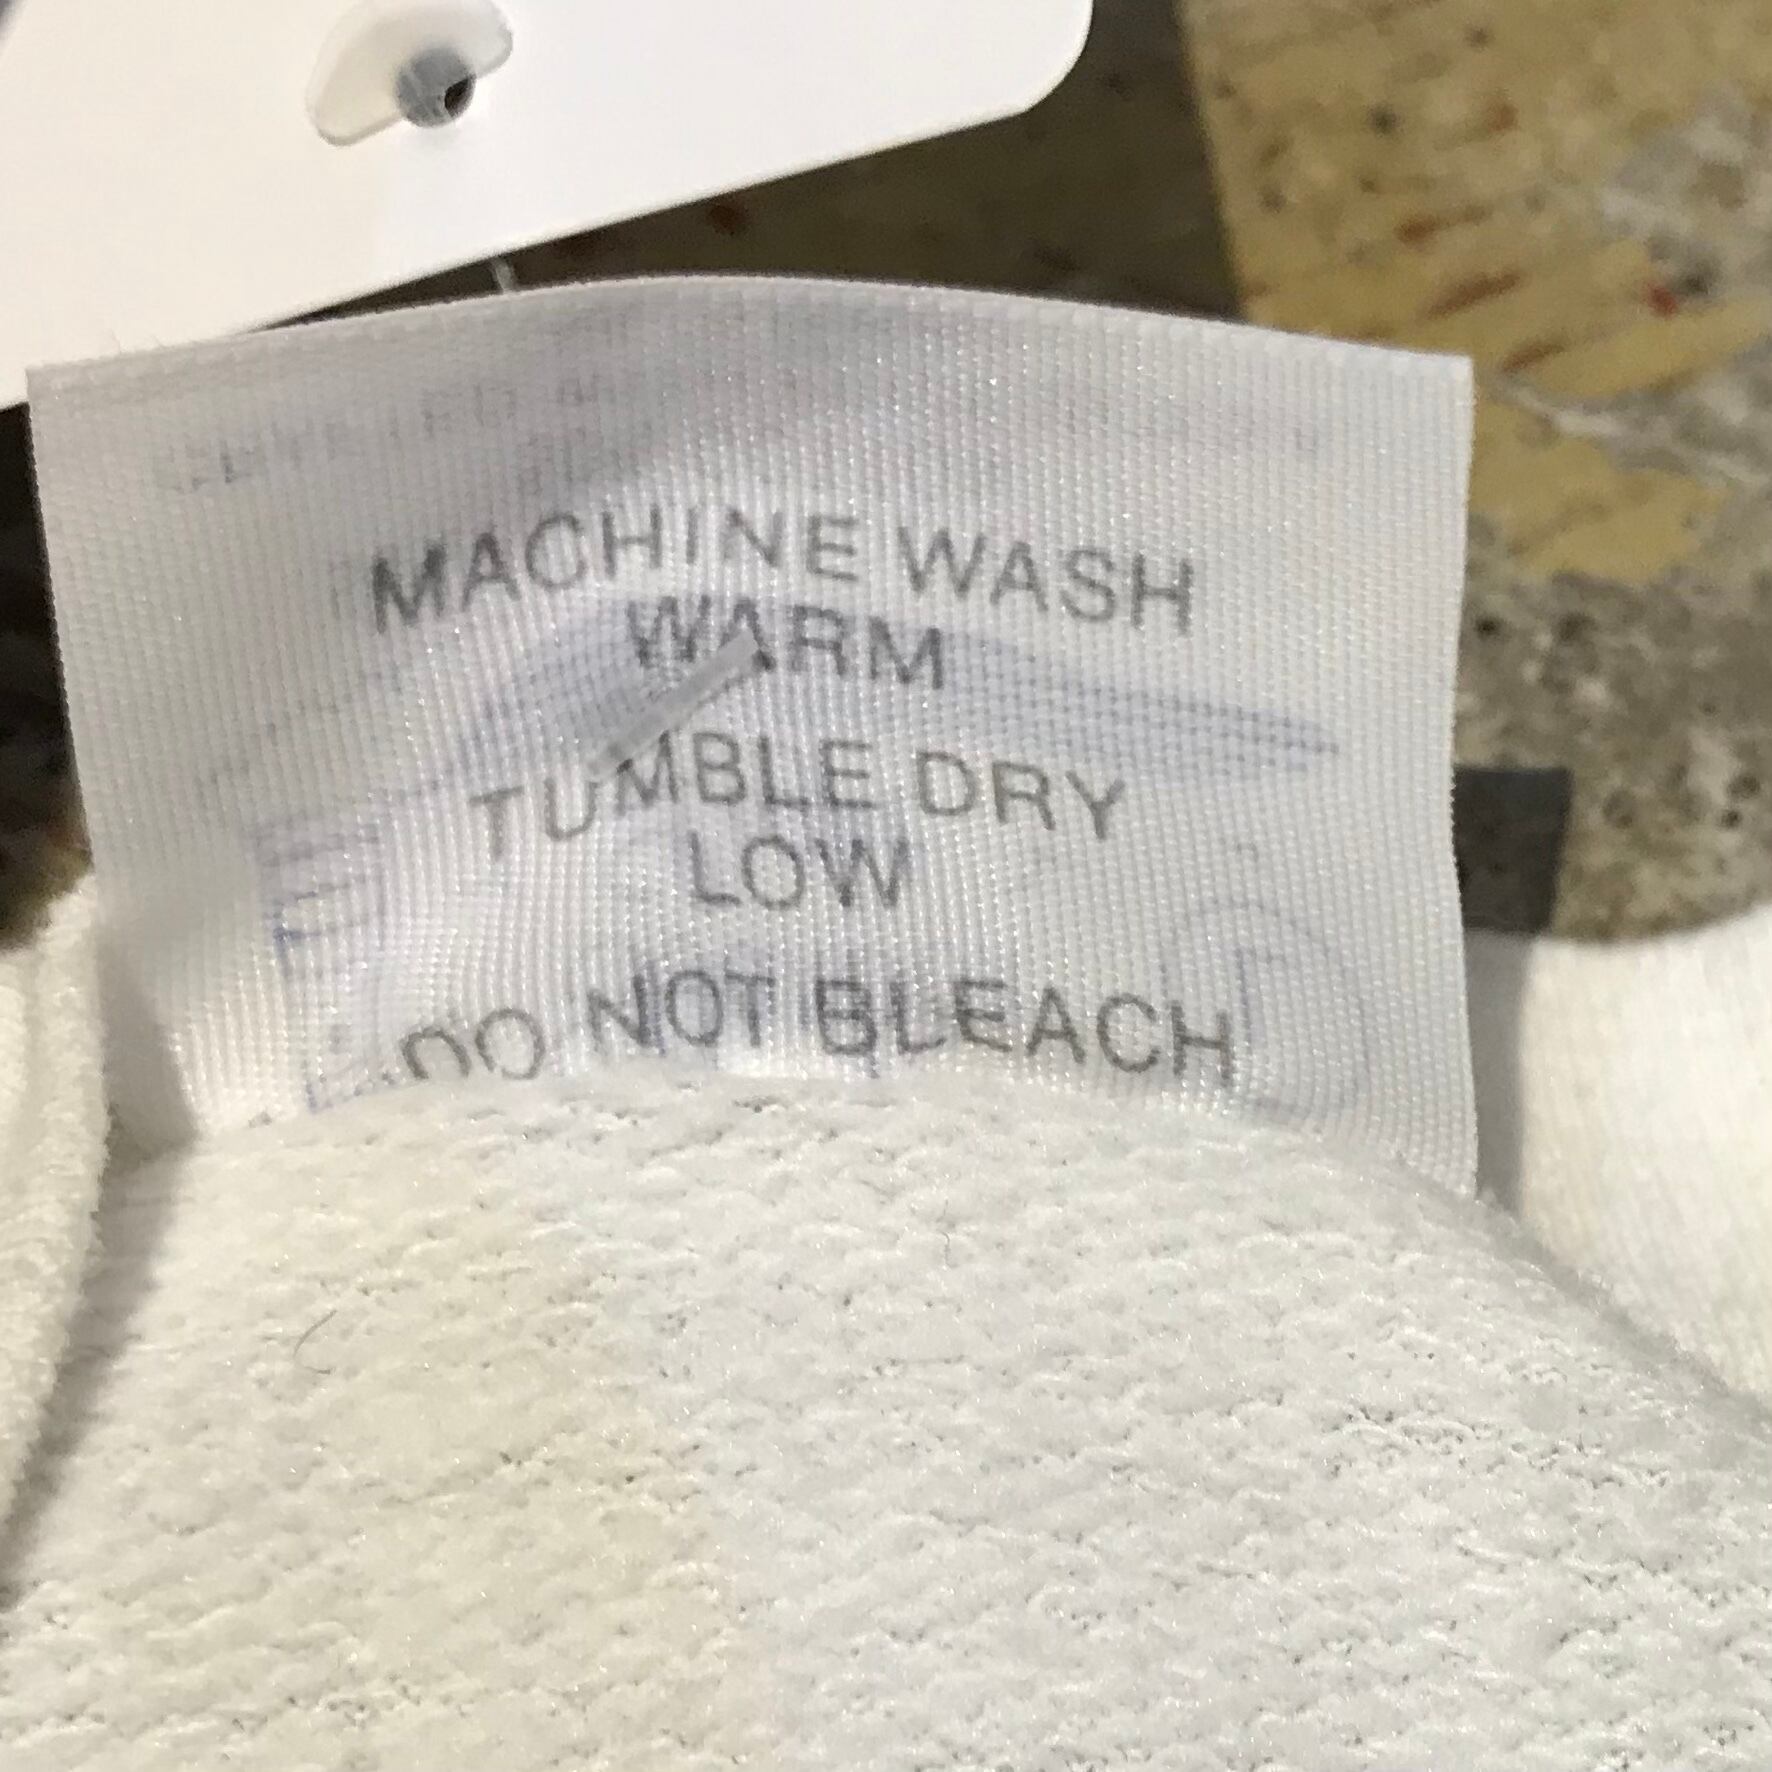 MACHINE WASH
WARM
TUMBLE DRY
LOW
DO NOT BLEACH